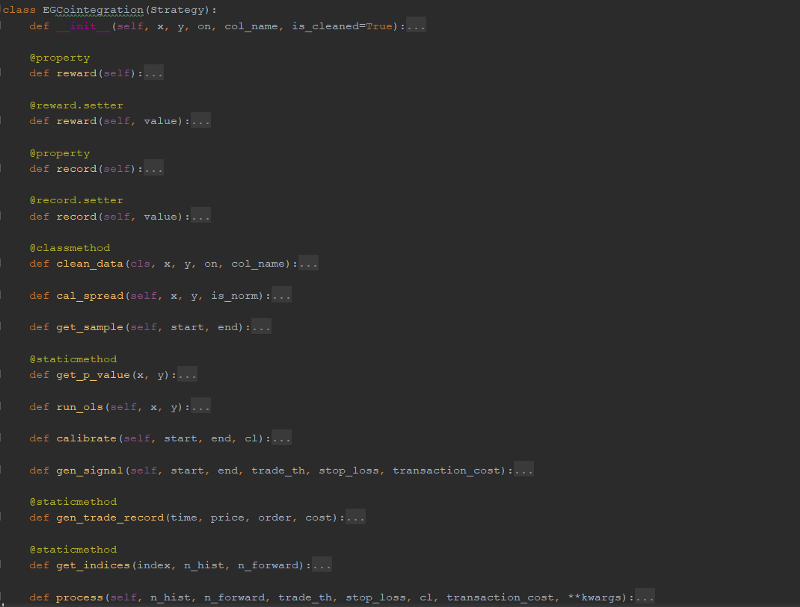 class EGCointegration(Strategy):
def __init__(self, x, y, on, col_name, is_cleaned=True):...
@property
def reward(self):...
@reward.setter
def reward(self, value):...
@property
def record(self):...
@record.setter
def record(self, value):...
@classmethod
def clean_data(cls, x, y, on, col_name):...
def cal_spread(self, x, y, is_norm):...
def get_sample(self, start, end):...
@staticmethod
def get_p_value(x, y):...
def run_ols(self, x, y):...
def calibrate(self, start, end, cl):...
def gen_signal(self, start, end, trade_th, stop_loss, transaction_cost):...
@staticmethod
def gen_trade_record(time, price, order, cost):...
@staticmethod
def get_indices(index, n_hist, n_forward):...
def process(self, n_hist, n_forward, trade_th, stop_loss, cl, transaction_cost, **kwargs):...